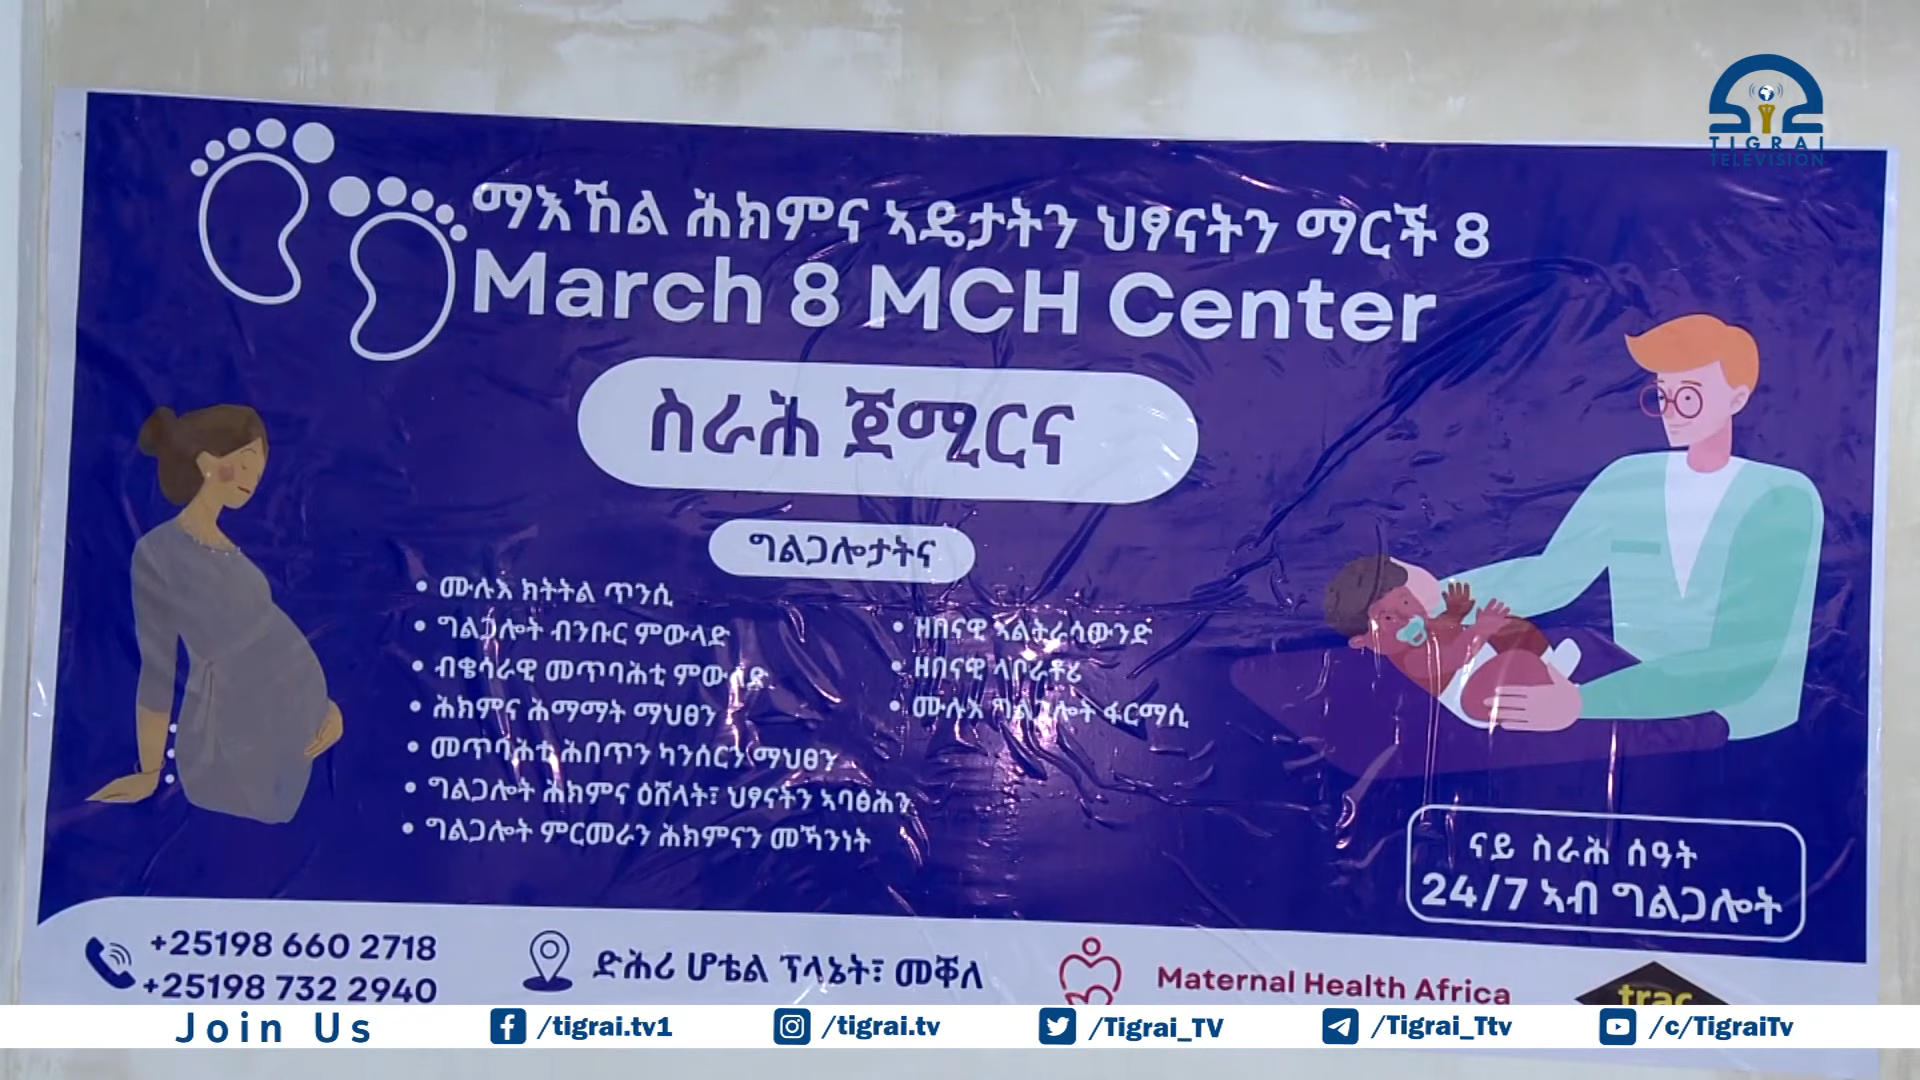 TIGRAI
TELEVISION
ማእኸል ሕክምና ኣዴታትን ህፃናትን ማርች 8
March 8 MCH Center
ስራሕ ጀሚርና
ግልጋሎታትና
• ሙሉእ ክትትል ጥንሲ
• ግልጋሎት ብንቡር ምውላድ
• ብቄሳራዊ መጥባሕቲ ምውላድ
• ሕክምና ሕማማት ማህፀን
• መጥባሕቲ ሕበጥን ካንሰርን ማህፀን
• ግልጋሎት ሕክምና ዕሸላት፣ ህፃናትን ኣባፅሕን
• ግልጋሎት ምርመራን ሕክምናን መኻንነት
• ዘበናዊ ኣልትራሳውንድ
• ዘበናዊ ላቦራቶሪ
• ሙሉእ ግልጋሎት ፋርማሲ
ናይ ስራሕ ሰዓት
24/7 ኣብ ግልጋሎት
+25198 660 2718
+25198 732 2940
ድሕሪ ሆቴል ፕላኔት፣ መቐለ
Maternal Health Africa
trac
Join Us /tigrai.tv1 /tigrai.tv /Tigrai_TV /Tigrai_Ttv /c/TigraiTv